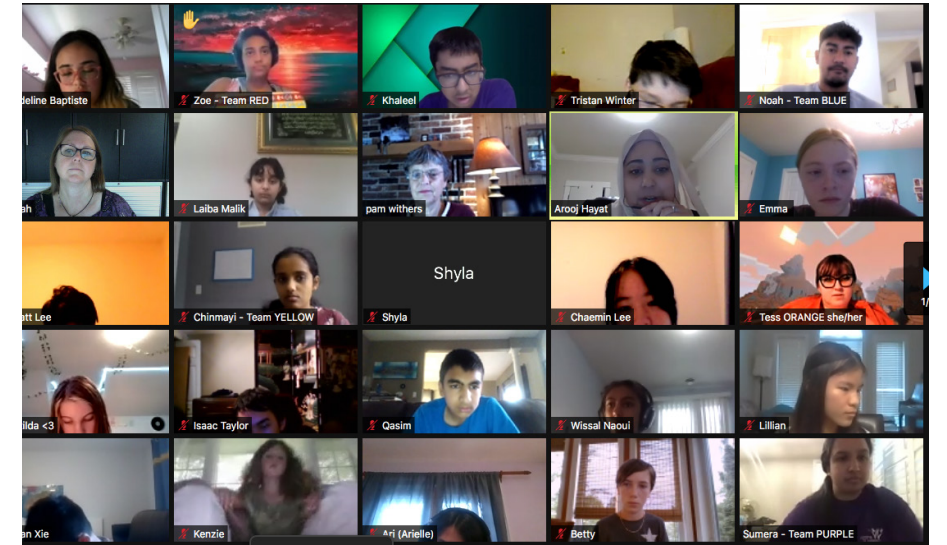 deline Baptiste
Zoe - Team RED
Khaleel
Tristan Winter
Noah - Team BLUE
ah
Laiba Malik
pam withers
Arooj Hayat
Emma
att Lee
Chinmayi - Team YELLOW
Shyla
Shyla
Chaemin Lee
Tess ORANGE she/her
1/
ilda <3
Isaac Taylor
Qasim
Wissal Naoui
Lillian
an Xie
Kenzie
Ari (Arielle)
Betty
Sumera - Team PURPLE